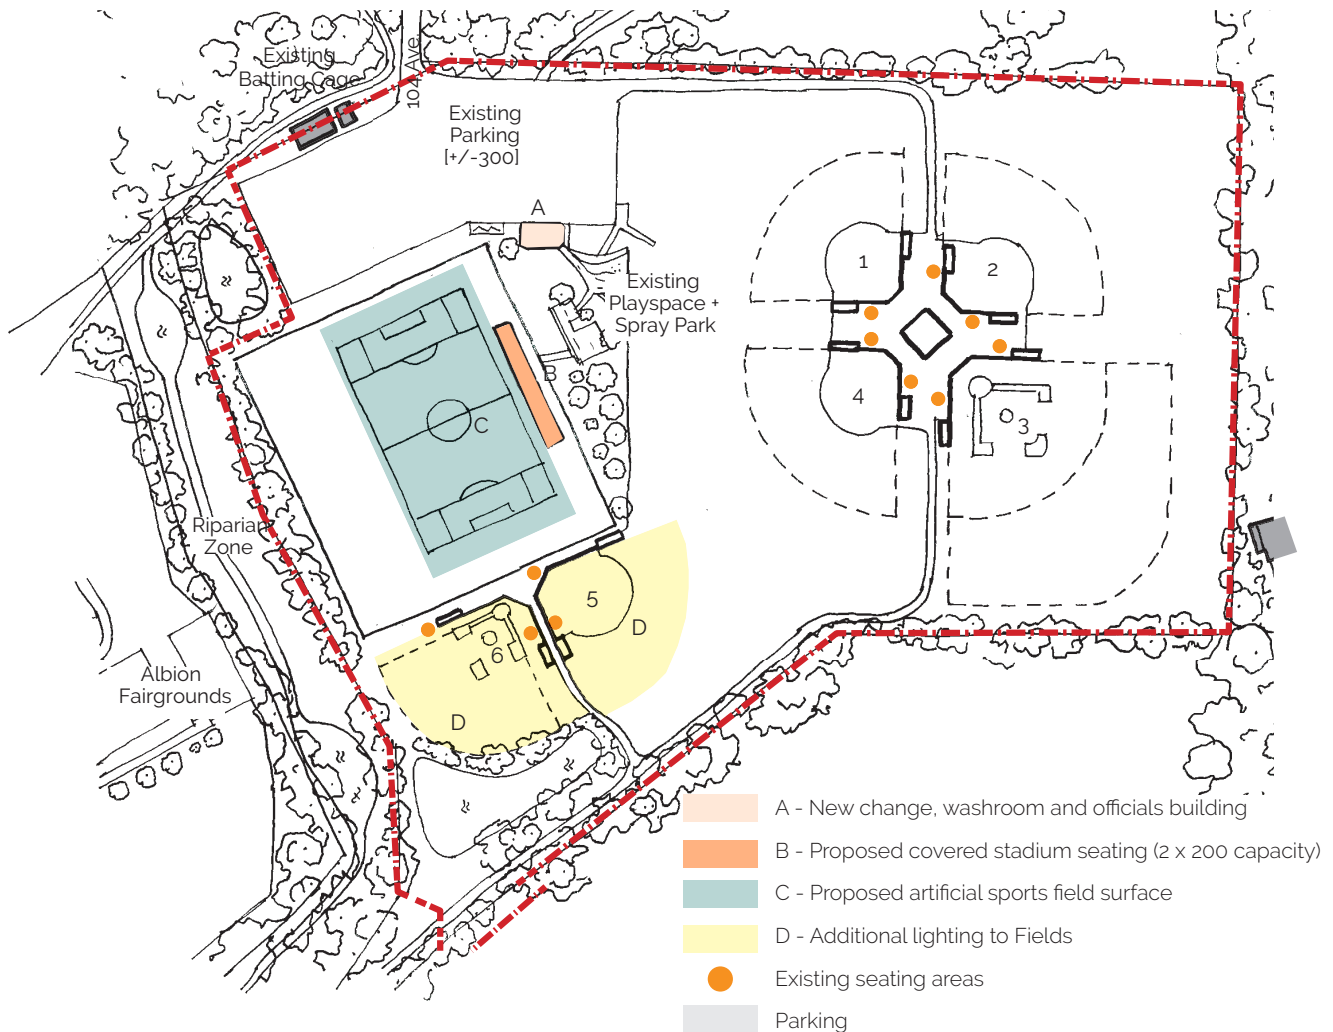 Existing
Batting Cage
104 Ave.
Existing
Parking
[+/-300]
A
Existing
Playspace +
Spray Park
1
2
B
C
4
3
Riparian
Zone
5
D
6
Albion
Fairgrounds
D
A - New change, washroom and officials building
B - Proposed covered stadium seating (2 x 200 capacity)
C - Proposed artificial sports field surface
D - Additional lighting to Fields
Existing seating areas
Parking